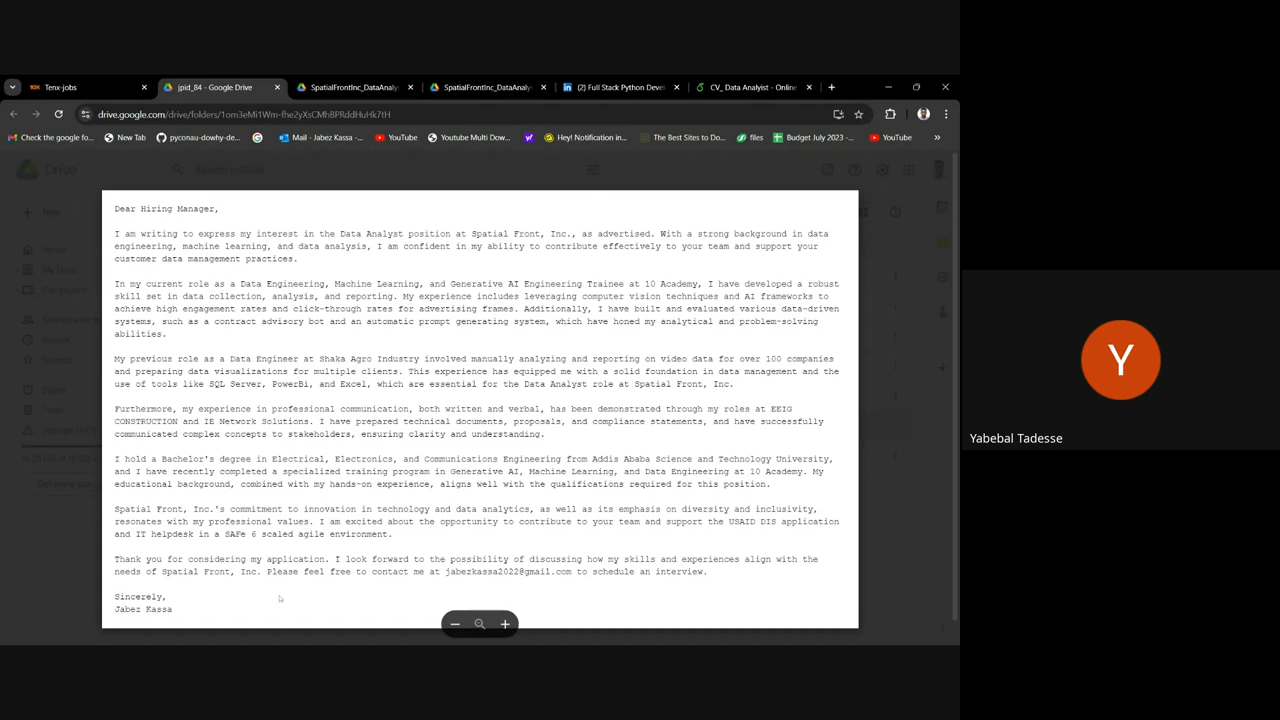 Tenx-jobs
jpid_84 - Google Drive
SpatialFrontInc_DataAnaly
SpatialFrontInc_DataAnaly
(2) Full Stack Python Deve
CV_ Data Analyist - Online
drive.google.com/drive/folders/1om3eMi1Wm-fhe2yXsCMhBPRddHuHk7tH
Check the google fo...
New Tab
pyconau-dowhy-de...
Mail - Jabez Kassa -...
YouTube
Youtube Multi Dow...
Hey! Notification in...
The Best Sites to Do...
files
Budget July 2023 -...
YouTube
Drive
Search in Drive
New
Home
My Drive
Starred
Spam
Trash
Dear Hiring Manager,
I am writing to express my interest in the Data Analyst position at Spatial Front, Inc., as advertised. With a strong background in data
engineering, machine learning, and data analysis, I am confident in my ability to contribute effectively to your team and support your
customer data management practices.
In my current role as a Data Engineering, Machine Learning, and Generative AI Engineering Trainee at 10 Academy, I have developed a robust
skill set in data collection, analysis, and reporting. My experience includes leveraging computer vision techniques and AI frameworks to
achieve high engagement rates and click-through rates for advertising frames. Additionally, I have built and evaluated various data-driven
systems, such as a contract advisory bot and an automatic prompt generating system, which have honed my analytical and problem-solving
abilities.
My previous role as a Data Engineer at Shaka Agro Industry involved manually analyzing and reporting on video data for over 100 companies
and preparing data visualizations for multiple clients. This experience has equipped me with a solid foundation in data management and the
use of tools like SQL Server, PowerBi, and Excel, which are essential for the Data Analyst role at Spatial Front, Inc.
Furthermore, my experience in professional communication, both written and verbal, has been demonstrated through my roles at EEIG
CONSTRUCTION and IE Network Solutions. I have prepared technical documents, proposals, and compliance statements, and have successfully
communicated complex concepts to stakeholders, ensuring clarity and understanding.
I hold a Bachelor's degree in Electrical, Electronics, and Communications Engineering from Addis Ababa Science and Technology University,
and I have recently completed a specialized training program in Generative AI, Machine Learning, and Data Engineering at 10 Academy. My
educational background, combined with my hands-on experience, aligns well with the qualifications required for this position.
Spatial Front, Inc.'s commitment to innovation in technology and data analytics, as well as its emphasis on diversity and inclusivity,
resonates with my professional values. I am excited about the opportunity to contribute to your team and support the USAID DIS application
and IT helpdesk in a SAFe 6 scaled agile environment.
Thank you for considering my application. I look forward to the possibility of discussing how my skills and experiences align with the
needs of Spatial Front, Inc. Please feel free to contact me at jabezkassa2022@gmail.com to schedule an interview.
Sincerely,
Jabez Kassa
Y
Yabebal Tadesse